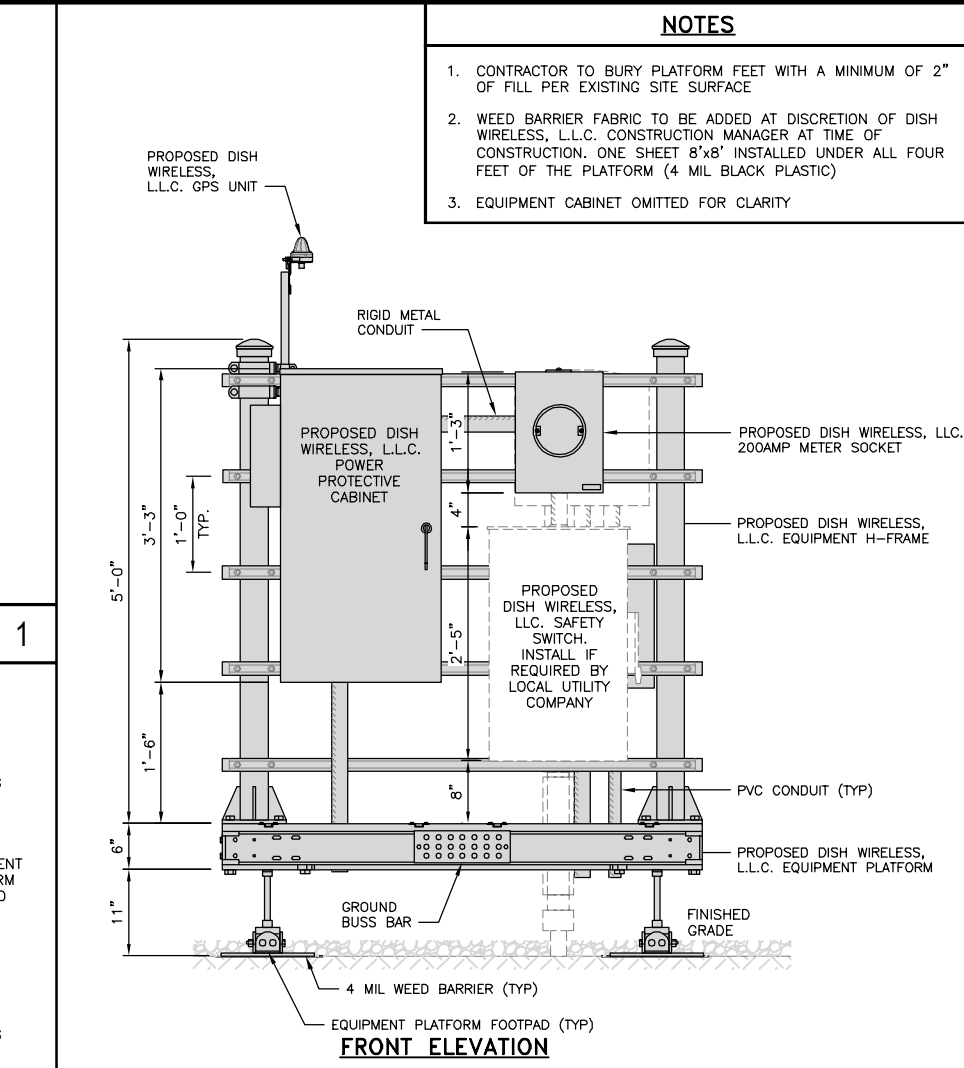 NOTES
1. CONTRACTOR TO BURY PLATFORM FEET WITH A MINIMUM OF 2"
OF FILL PER EXISTING SITE SURFACE
2. WEED BARRIER FABRIC TO BE ADDED AT DISCRETION OF DISH
WIRELESS, L.L.C. CONSTRUCTION MANAGER AT TIME OF
CONSTRUCTION. ONE SHEET 8'x8' INSTALLED UNDER ALL FOUR
FEET OF THE PLATFORM (4 MIL BLACK PLASTIC)
3. EQUIPMENT CABINET OMITTED FOR CLARITY
PROPOSED DISH
WIRELESS,
L.L.C. GPS UNIT
RIGID METAL
CONDUIT
PROPOSED DISH
WIRELESS, L.L.C.
POWER
PROTECTIVE
CABINET
1'-3"
PROPOSED DISH WIRELESS, LLC.
200AMP METER SOCKET
4"
3'-3"
1'-0"
TYP.
5'-0"
PROPOSED DISH WIRELESS,
L.L.C. EQUIPMENT H-FRAME
PROPOSED
DISH WIRELESS,
LLC. SAFETY
SWITCH.
INSTALL IF
REQUIRED BY
LOCAL UTILITY
COMPANY
2'-5"
1
1'-6"
8"
PVC CONDUIT (TYP)
6"
PROPOSED DISH WIRELESS,
L.L.C. EQUIPMENT PLATFORM
11"
GROUND
BUSS BAR
FINISHED
GRADE
4 MIL WEED BARRIER (TYP)
EQUIPMENT PLATFORM FOOTPAD (TYP)
FRONT ELEVATION